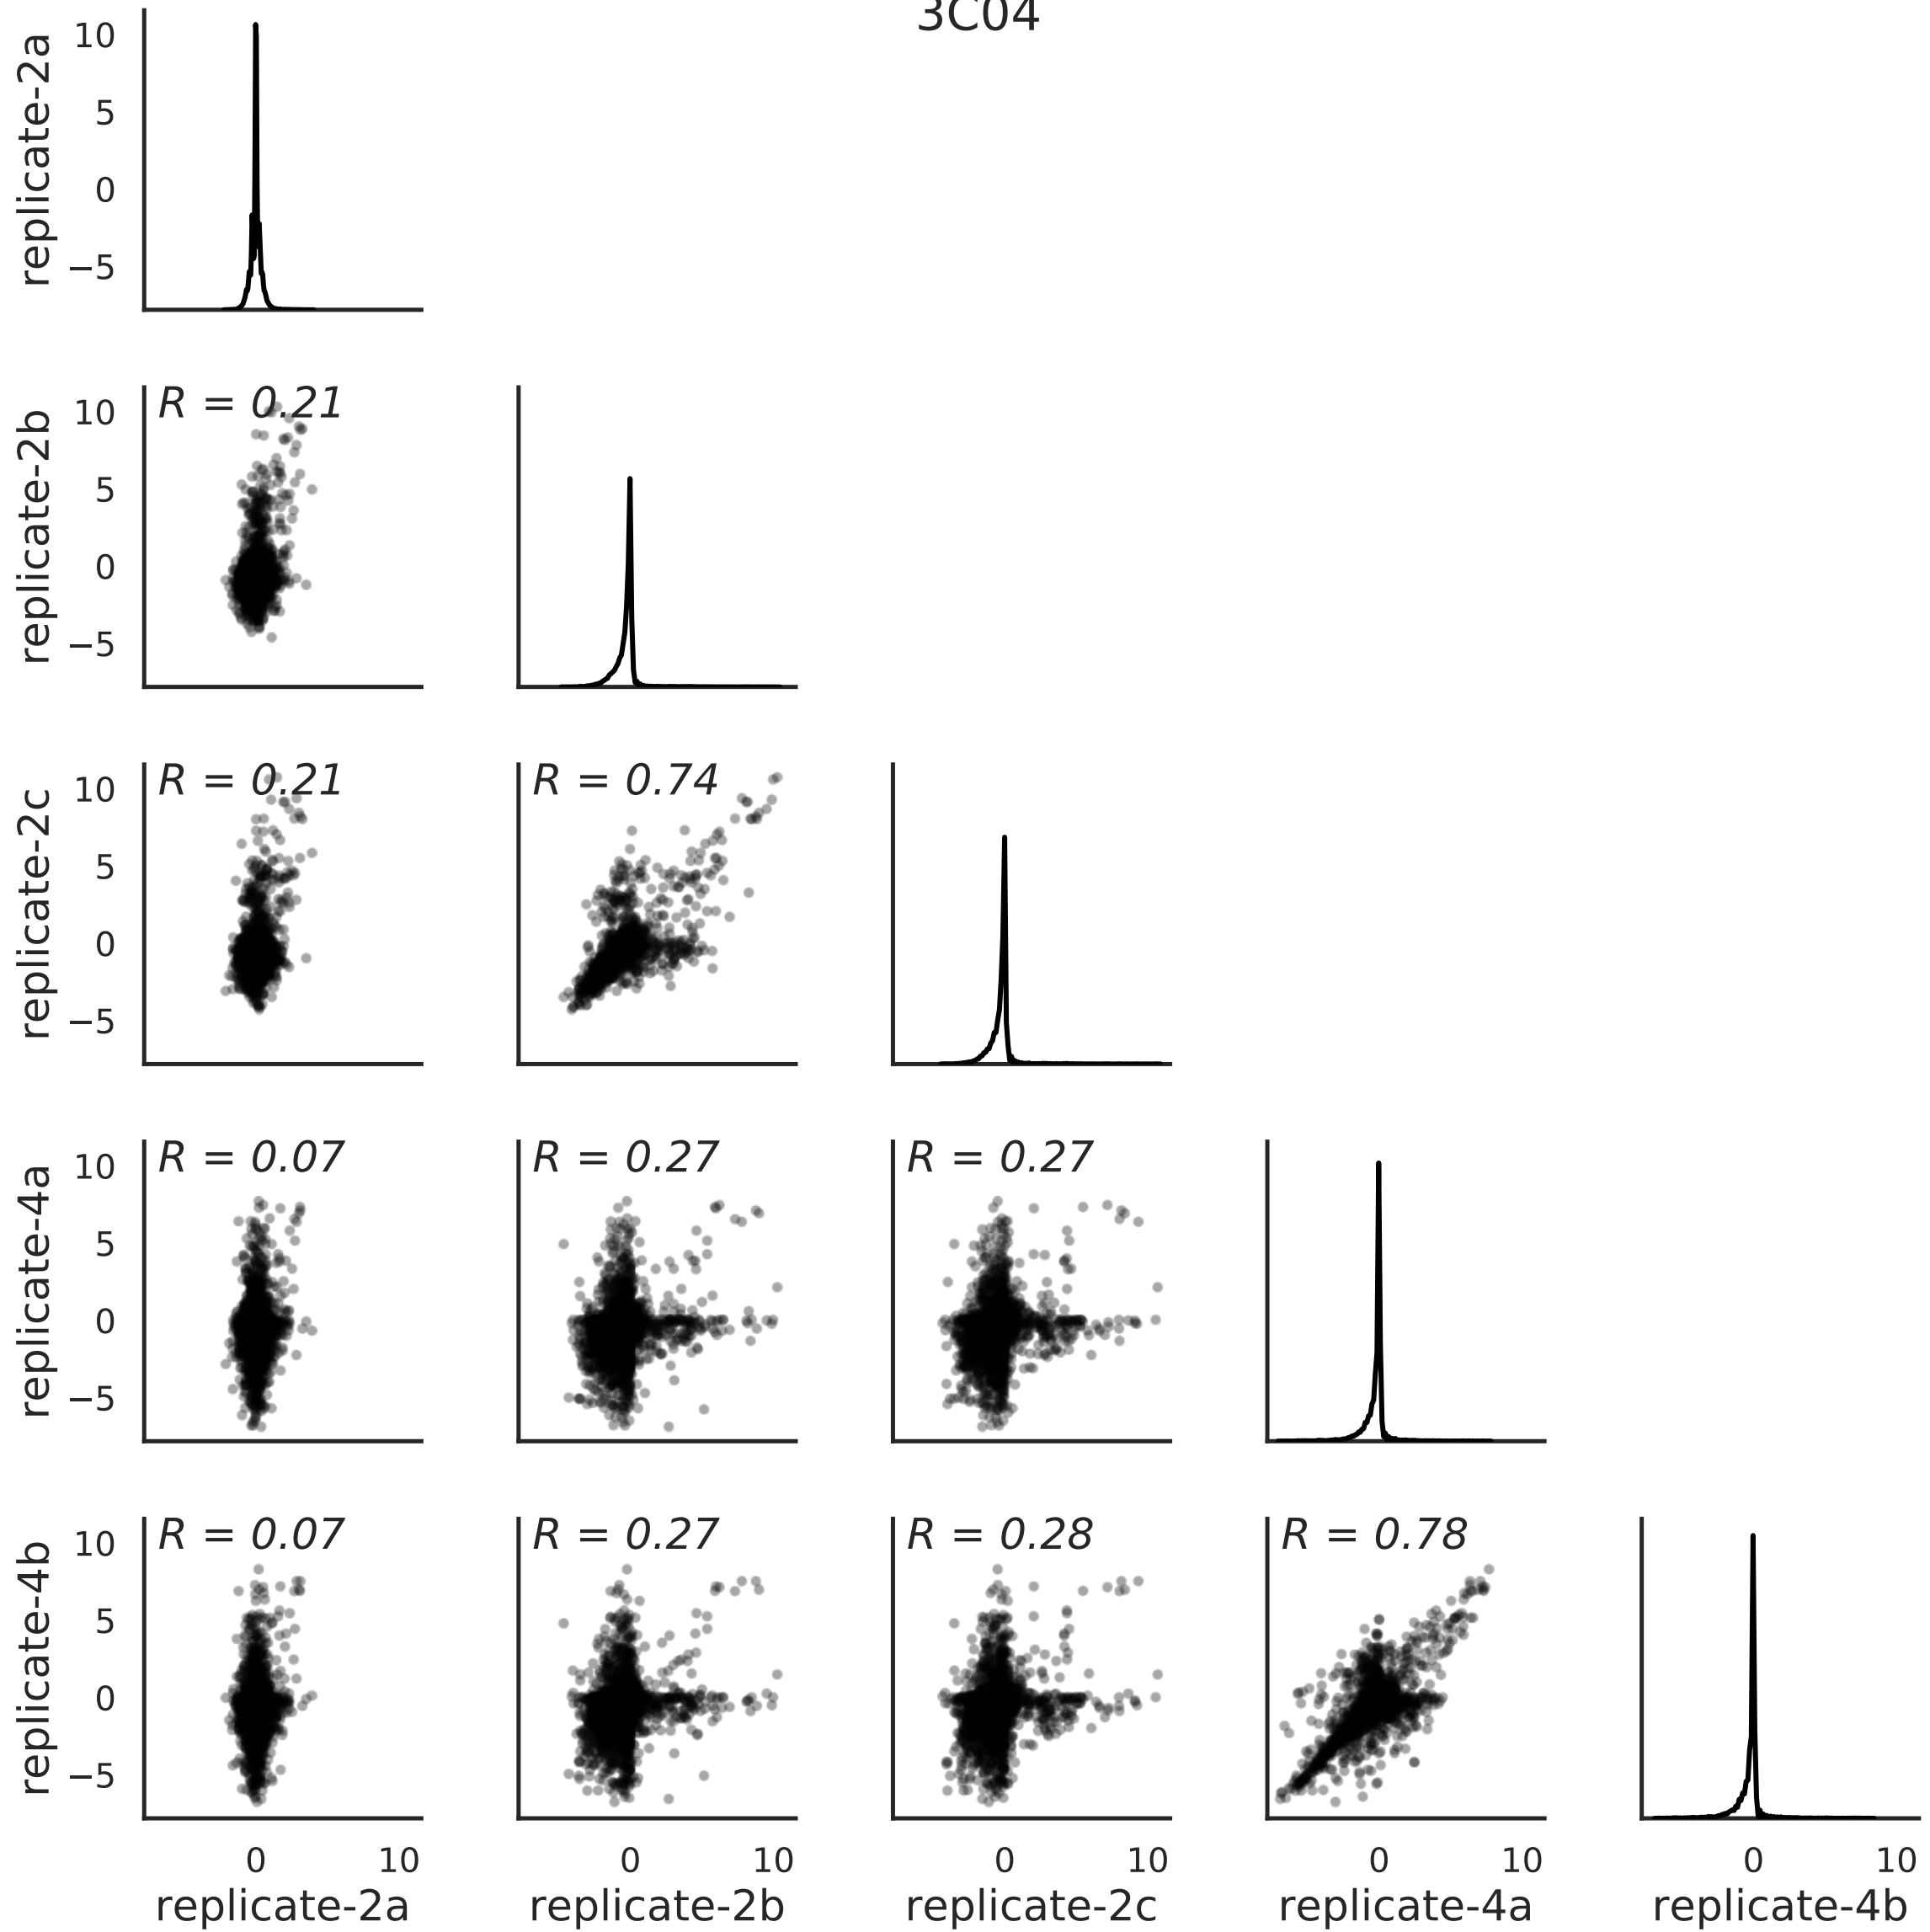 3C04
replicate-2a
10
5
0
−5
replicate-2b
10
5
0
−5
R = 0.21
replicate-2c
10
5
0
−5
R = 0.21
R = 0.74
replicate-4a
10
5
0
−5
R = 0.07
R = 0.27
R = 0.27
replicate-4b
10
5
0
−5
R = 0.07
R = 0.27
R = 0.28
R = 0.78
0 10
0 10
0 10
0 10
0 10
replicate-2a
replicate-2b
replicate-2c
replicate-4a
replicate-4b